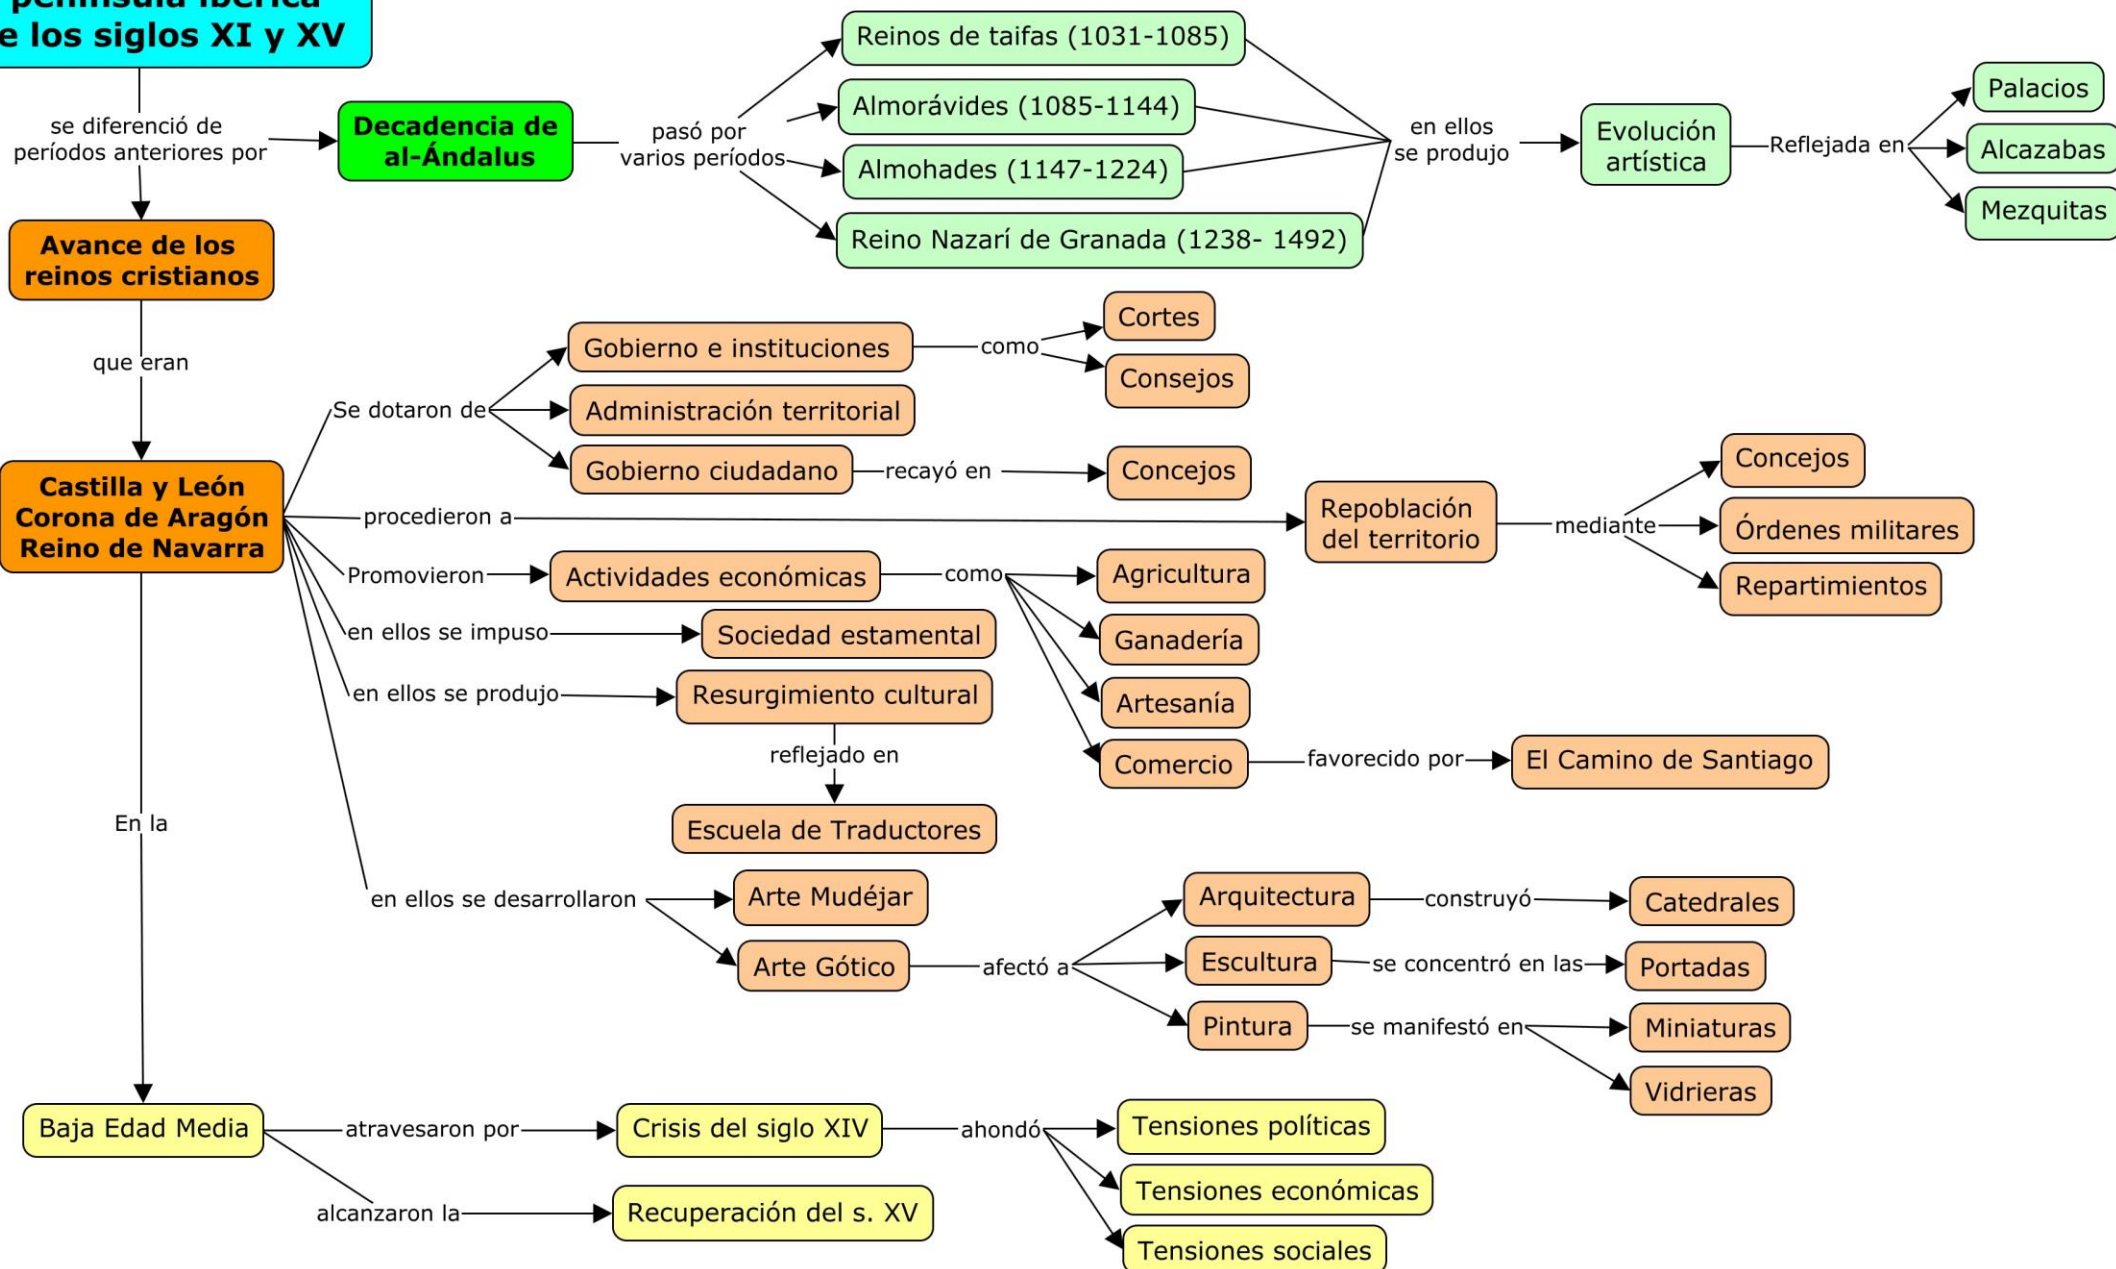 península ibérica
e los siglos XI y XV
se diferenció de
períodos anteriores por
Decadencia de
al-Ándalus
pasó por
varios períodos
Reinos de taifas (1031-1085)
Almorávides (1085-1144)
Almohades (1147-1224)
Reino Nazarí de Granada (1238- 1492)
en ellos
se produjo
Evolución
artística
Reflejada en
Palacios
Alcazabas
Mezquitas
Avance de los
reinos cristianos
que eran
Castilla y León
Corona de Aragón
Reino de Navarra
Se dotaron de
Gobierno e instituciones
como
Cortes
Consejos
Administración territorial
Gobierno ciudadano
recayó en
Concejos
procedieron a
Repoblación
del territorio
mediante
Concejos
Órdenes militares
Repartimientos
Promovieron
Actividades económicas
como
Agricultura
Ganadería
Artesanía
Comercio
favorecido por
El Camino de Santiago
en ellos se impuso
Sociedad estamental
en ellos se produjo
Resurgimiento cultural
reflejado en
Escuela de Traductores
en ellos se desarrollaron
Arte Mudéjar
Arte Gótico
afectó a
Arquitectura
construyó
Catedrales
Escultura
se concentró en las
Portadas
Pintura
se manifestó en
Miniaturas
Vidrieras
En la
Baja Edad Media
atravesaron por
Crisis del siglo XIV
ahondó
Tensiones políticas
Tensiones económicas
Tensiones sociales
alcanzaron la
Recuperación del s. XV